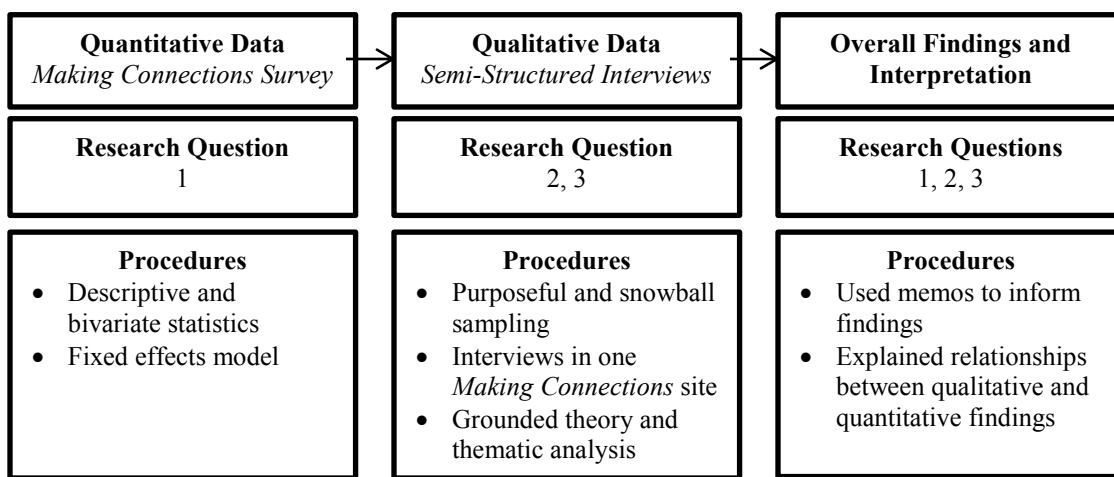 Quantitative Data
Making Connections Survey
Research Question
1
Procedures
• Descriptive and
bivariate statistics
• Fixed effects model
Qualitative Data
Semi-Structured Interviews
Research Question
2, 3
Procedures
• Purposeful and snowball
sampling
• Interviews in one
Making Connections site
• Grounded theory and
thematic analysis
Overall Findings and
Interpretation
Research Questions
1, 2, 3
Procedures
• Used memos to inform
findings
• Explained relationships
between qualitative and
quantitative findings